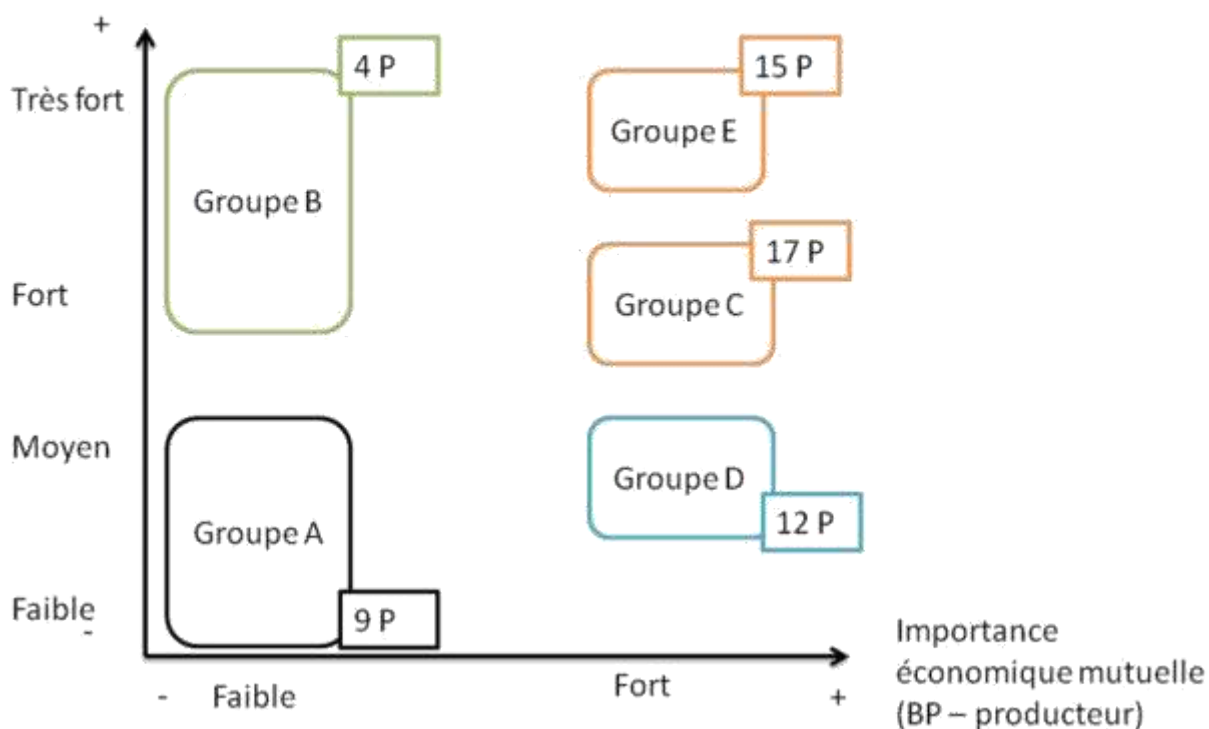 +
Très fort
4 P
15 P
Groupe E
Groupe B
17 P
Fort
Groupe C
Moyen
Groupe D
12 P
Groupe A
Faible
-
9 P
- Faible
Fort
+
Importance
économique mutuelle
(BP – producteur)